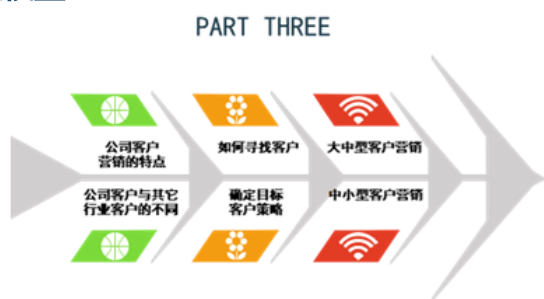 PART THREE
公司客户
营销的特点
如何寻找客户
大中型客户营销
公司客户与其它
行业客户的不同
确定目标
客户策略
中小型客户营销